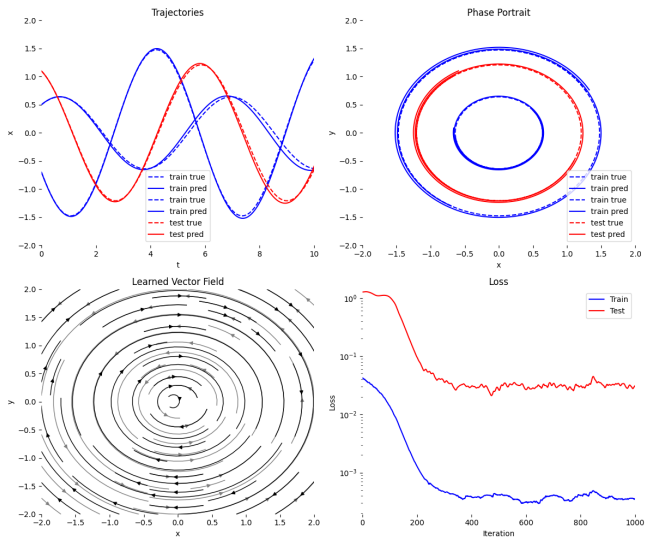 Trajectories
2.0
1.5
1.0
0.5
0.0
−0.5
−1.0
−1.5
−2.0
x
0 2 4 6 8 10
t
train true
train pred
train true
train pred
test true
test pred
Phase Portrait
2.0
1.5
1.0
0.5
0.0
−0.5
−1.0
−1.5
−2.0
y
−2.0 −1.5 −1.0 −0.5 0.0 0.5 1.0 1.5 2.0
x
train true
train pred
train true
train pred
test true
test pred
Learned Vector Field
2.0
1.5
1.0
0.5
0.0
−0.5
−1.0
−1.5
−2.0
y
−2.0 −1.5 −1.0 −0.5 0.0 0.5 1.0 1.5 2.0
x
Loss
10⁰
10⁻¹
10⁻²
10⁻³
Loss
0 200 400 600 800 1000
Iteration
Train
Test